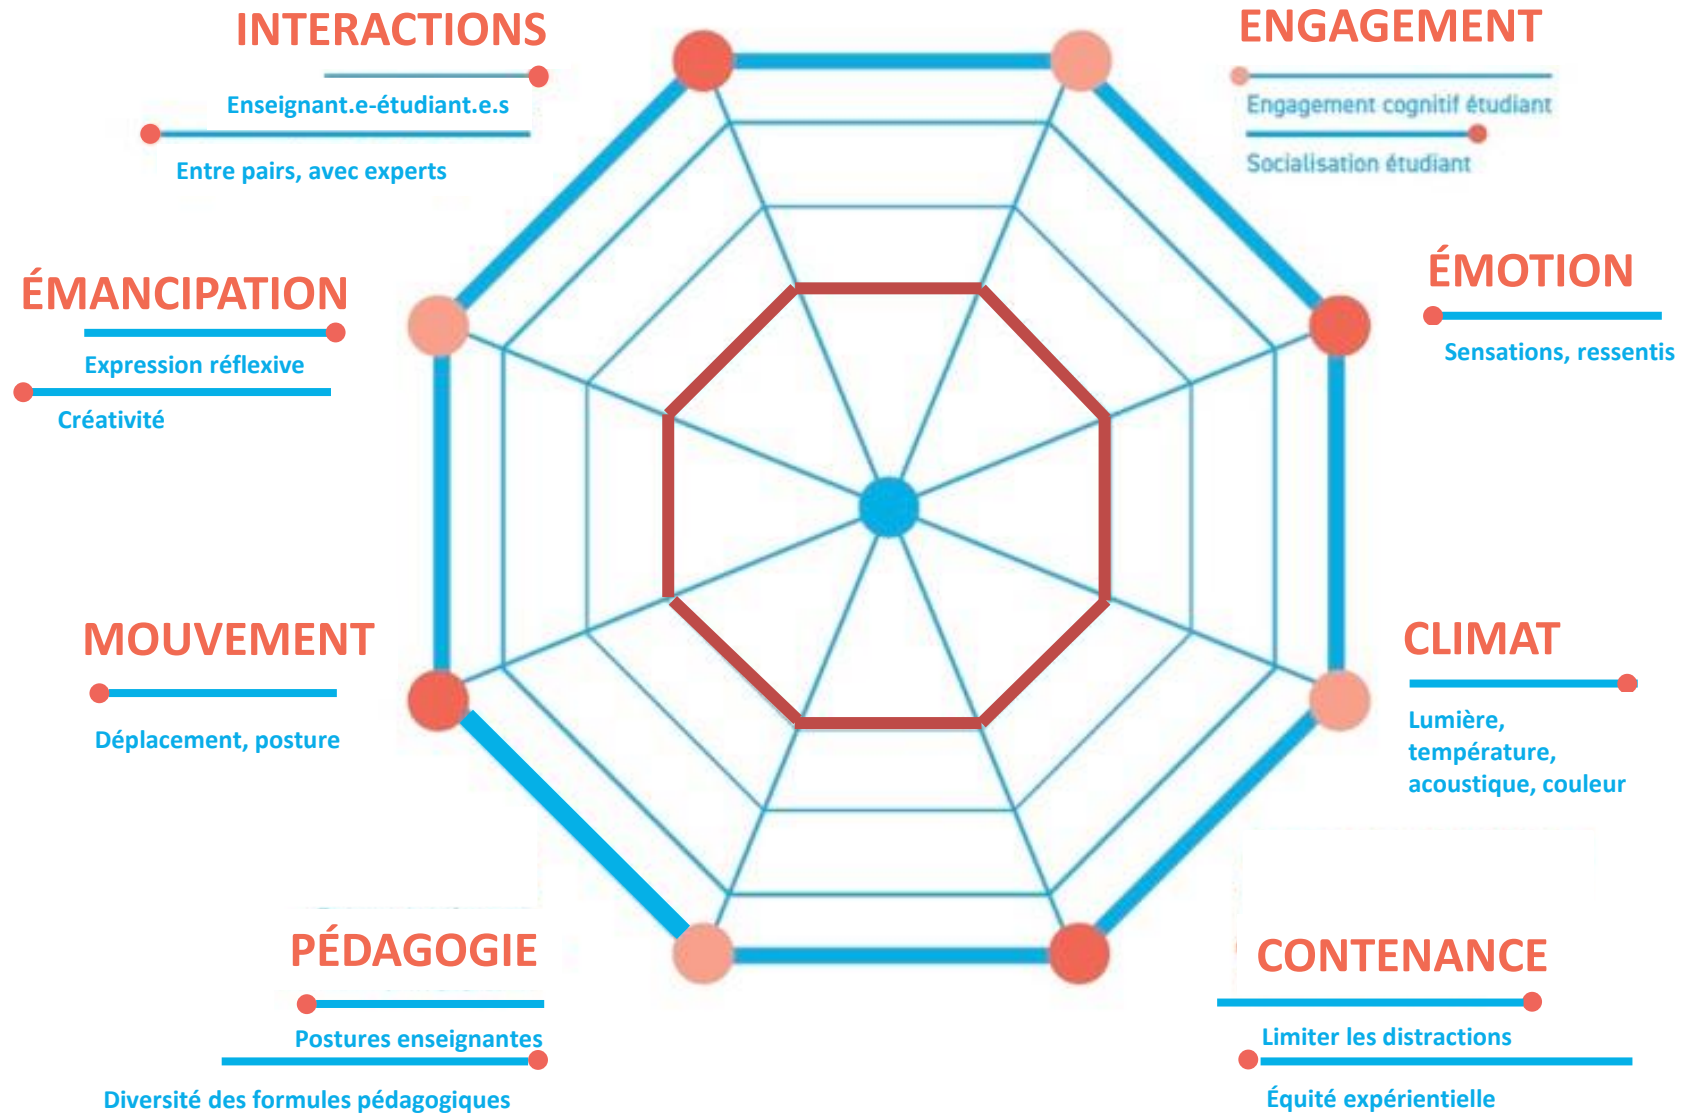 INTERACTIONS
Enseignant.e-étudiant.e.s
Entre pairs, avec experts
ENGAGEMENT
Engagement cognitif étudiant
Socialisation étudiant
ÉMANCIPATION
Expression réflexive
Créativité
ÉMOTION
Sensations, ressentis
MOUVEMENT
Déplacement, posture
CLIMAT
Lumière,
température,
acoustique, couleur
PÉDAGOGIE
Postures enseignantes
Diversité des formules pédagogiques
CONTENANCE
Limiter les distractions
Équité expérientielle